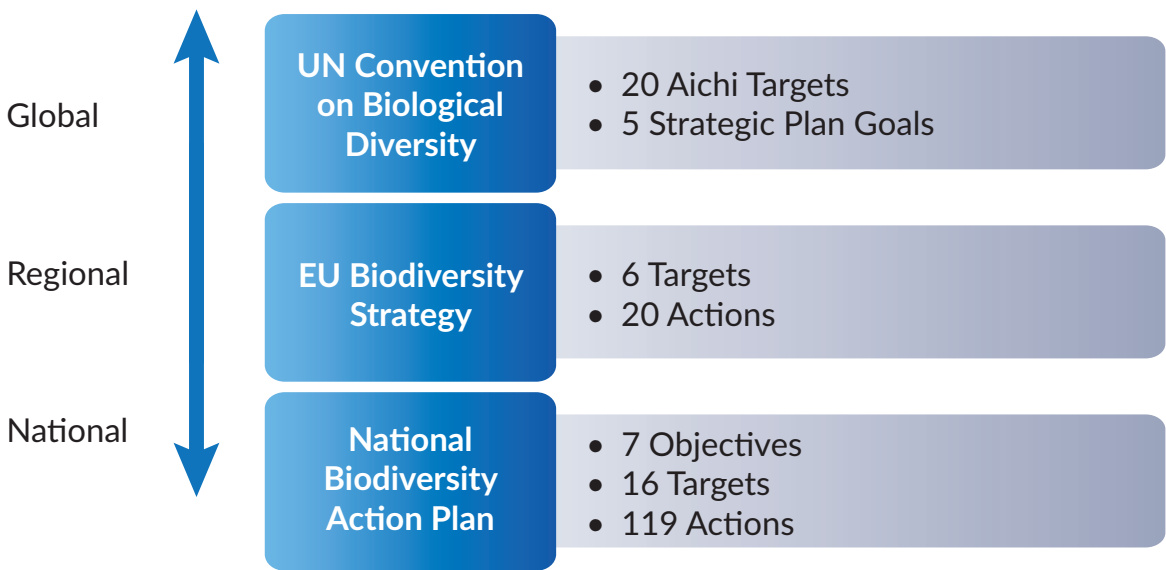 Global
UN Convention
on Biological
Diversity
• 20 Aichi Targets
• 5 Strategic Plan Goals
Regional
EU Biodiversity
Strategy
• 6 Targets
• 20 Actions
National
National
Biodiversity
Action Plan
• 7 Objectives
• 16 Targets
• 119 Actions